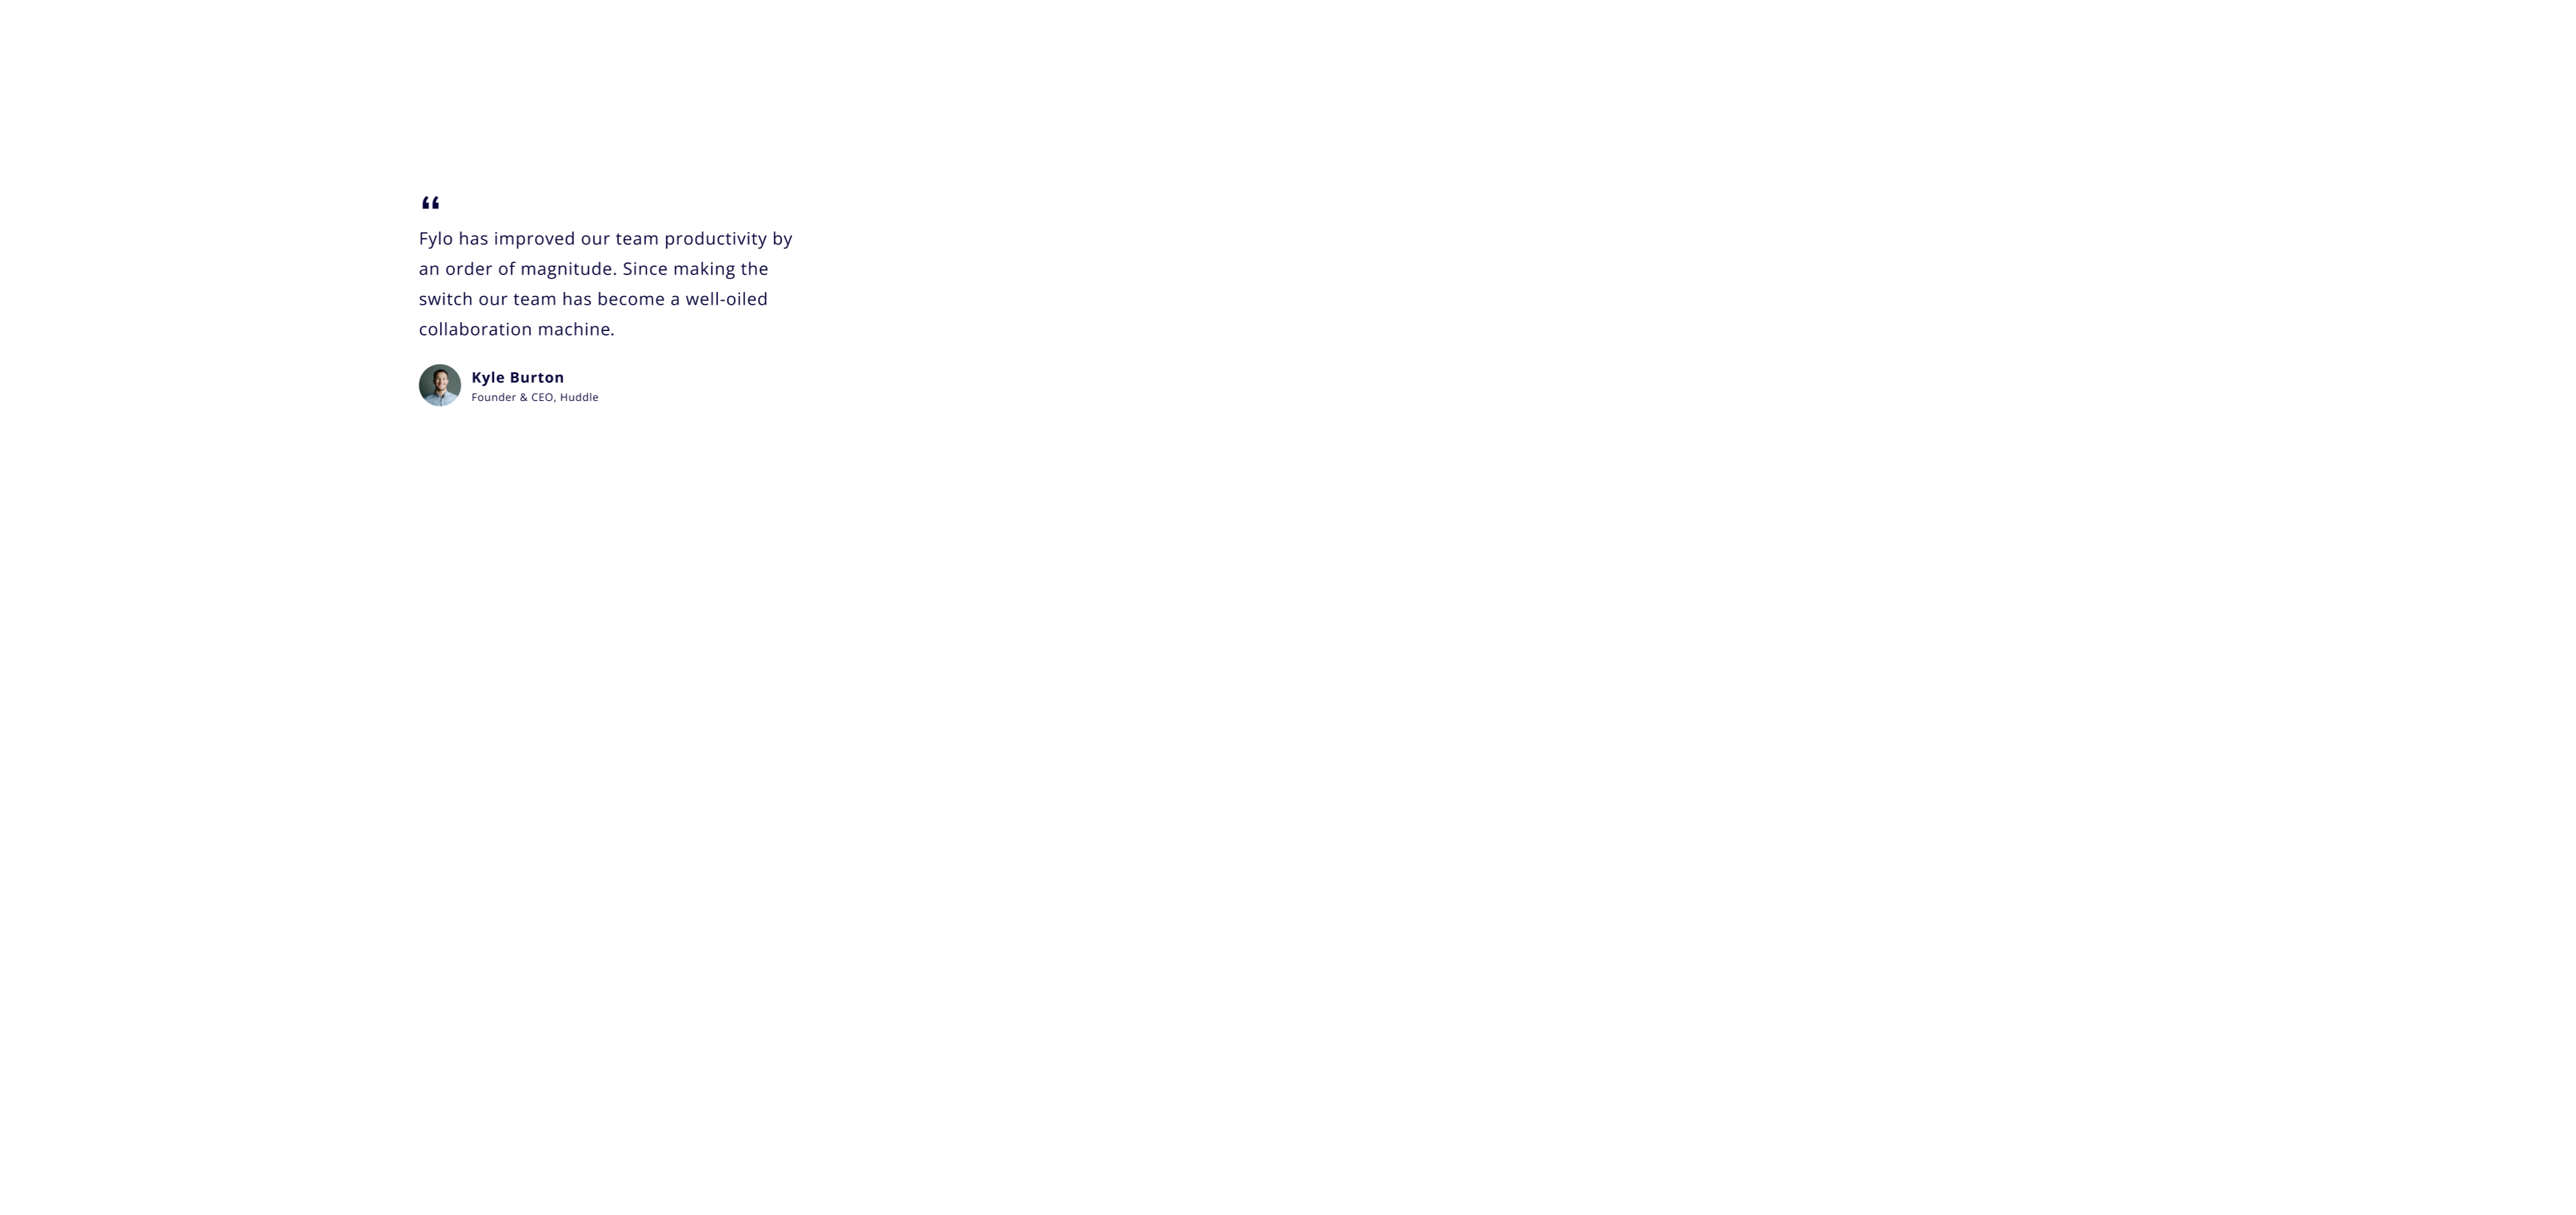 “
Fylo has improved our team productivity by
an order of magnitude. Since making the
switch our team has become a well-oiled
collaboration machine.
Kyle Burton
Founder & CEO, Huddle